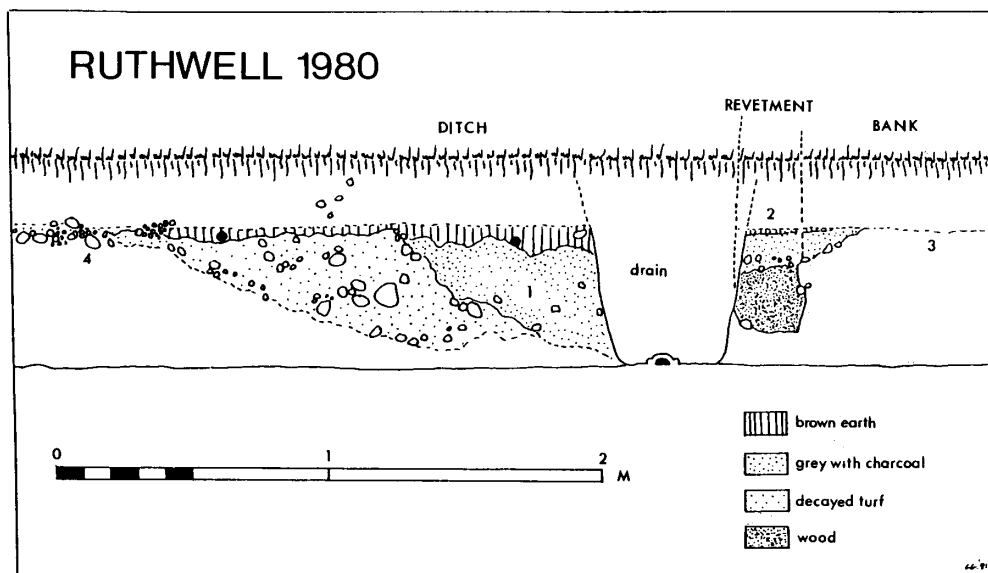 RUTHWELL 1980
REVETMENT
DITCH
BANK
2
4
3
drain
1
brown earth
0
1
2
M
grey with charcoal
decayed turf
wood